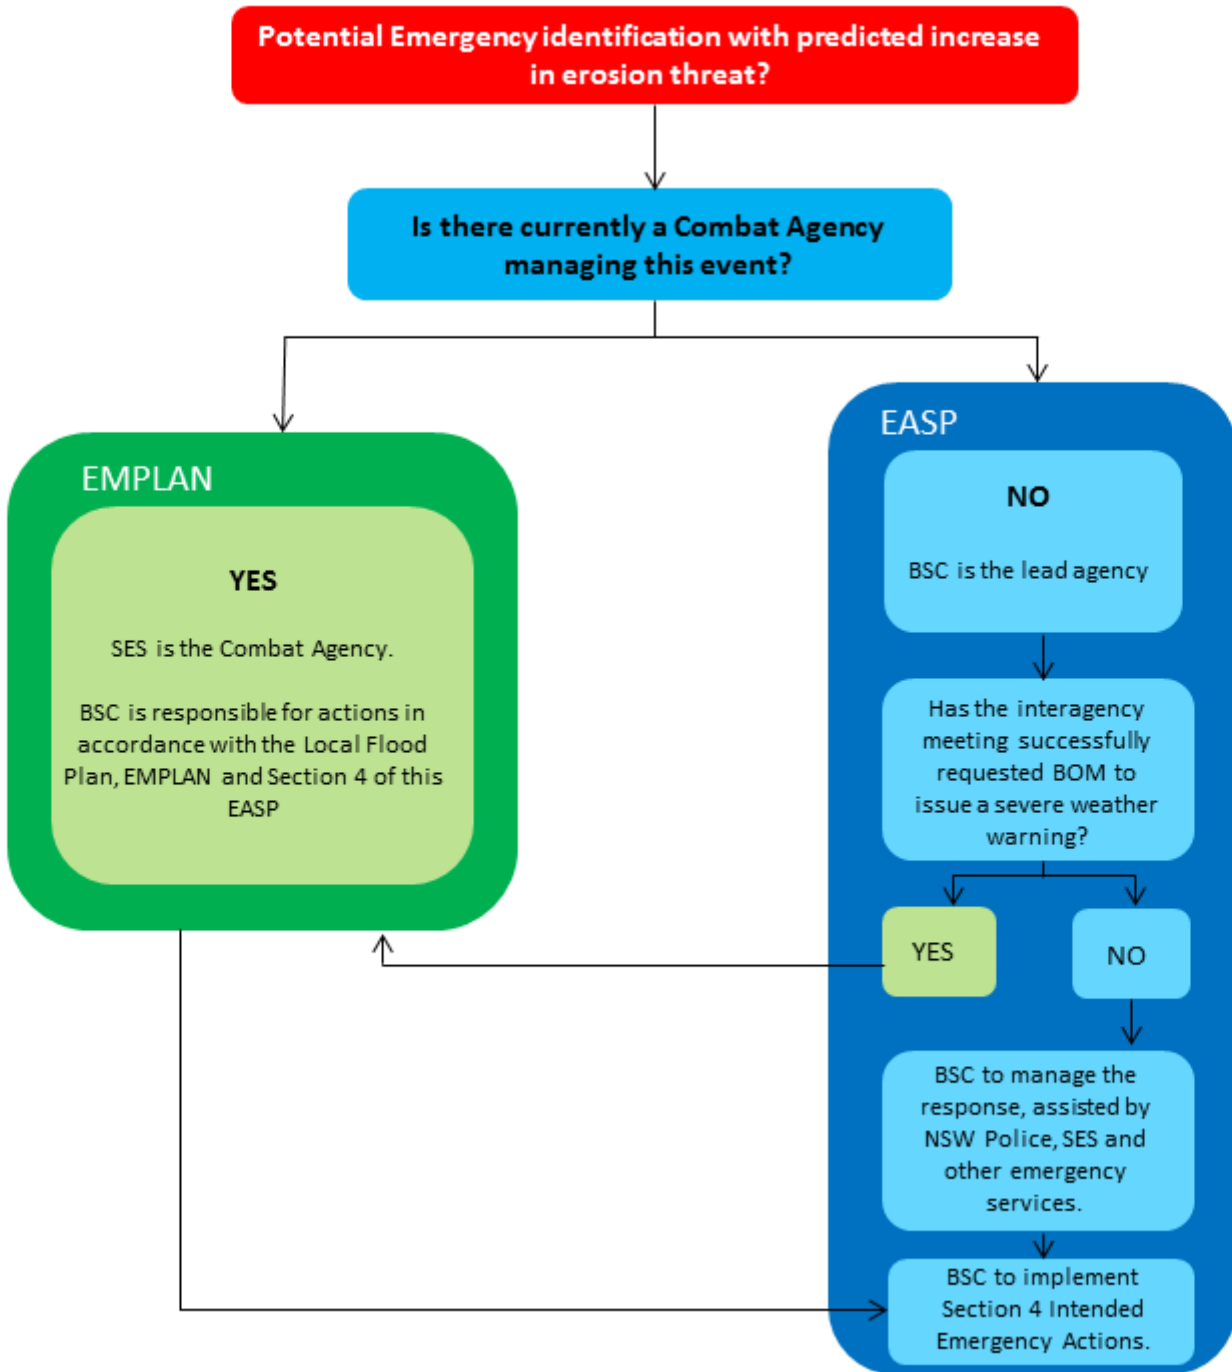 Potential Emergency identification with predicted increase
in erosion threat?
Is there currently a Combat Agency
managing this event?
EMPLAN
YES
SES is the Combat Agency.
BSC is responsible for actions in
accordance with the Local Flood
Plan, EMPLAN and Section 4 of this
EASP
EASP
NO
BSC is the lead agency
Has the interagency
meeting successfully
requested BOM to
issue a severe weather
warning?
YES
NO
BSC to manage the
response, assisted by
NSW Police, SES and
other emergency
services.
BSC to implement
Section 4 Intended
Emergency Actions.